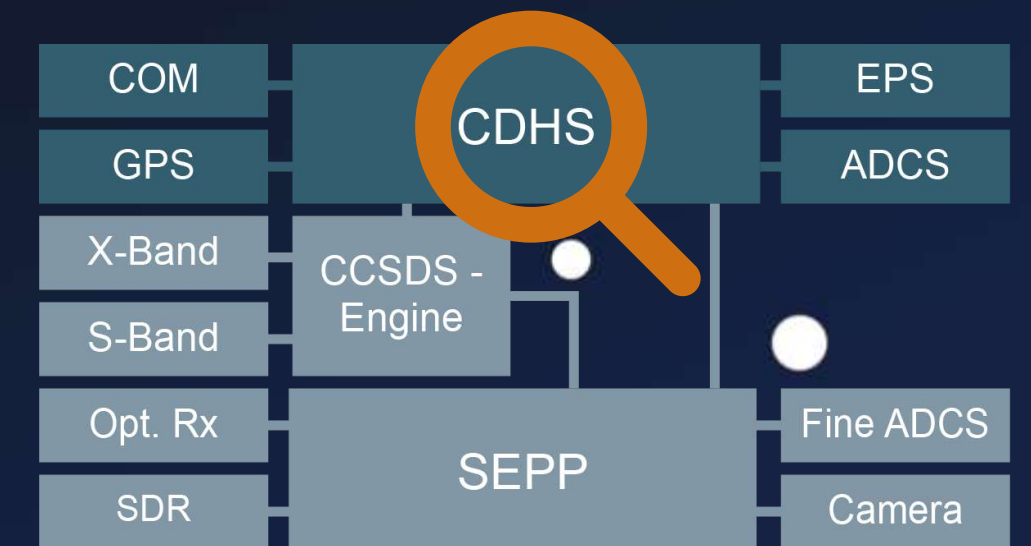 COM
CDHS
EPS
GPS
ADCS
X-Band
CCSDS -
Engine
S-Band
Opt. Rx
SEPP
Fine ADCS
SDR
Camera